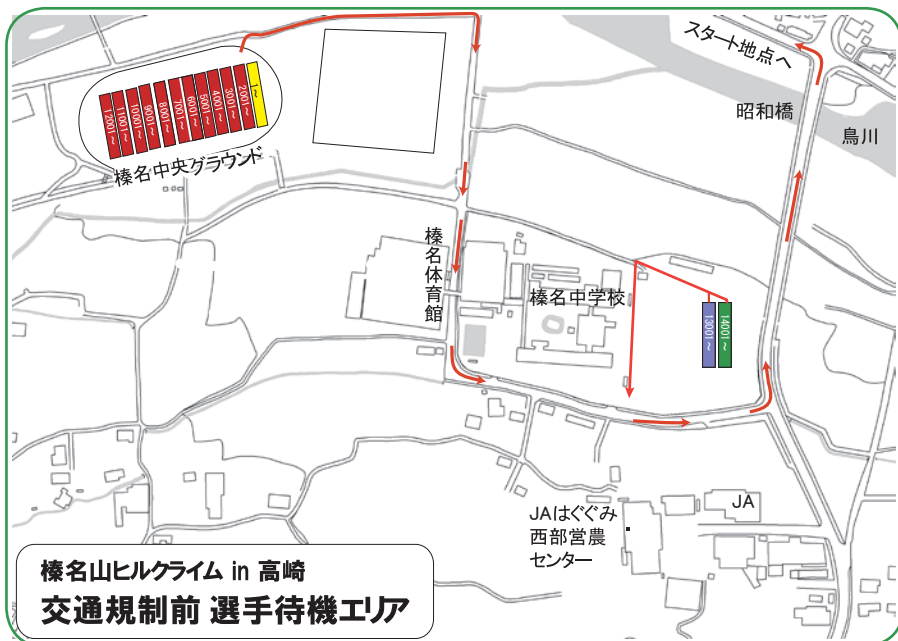 スタート地点へ
昭和橋
烏川
1~
2001~
3001~
4001~
5001~
6001~
7001~
8001~
9001~
10001~
11001~
12001~
榛名中央グラウンド
榛名体育館
榛名中学校
13001~
14001~
JAはぐぐみ
西部営農
センター
JA
榛名山ヒルクライム in 高崎
交通規制前 選手待機エリア